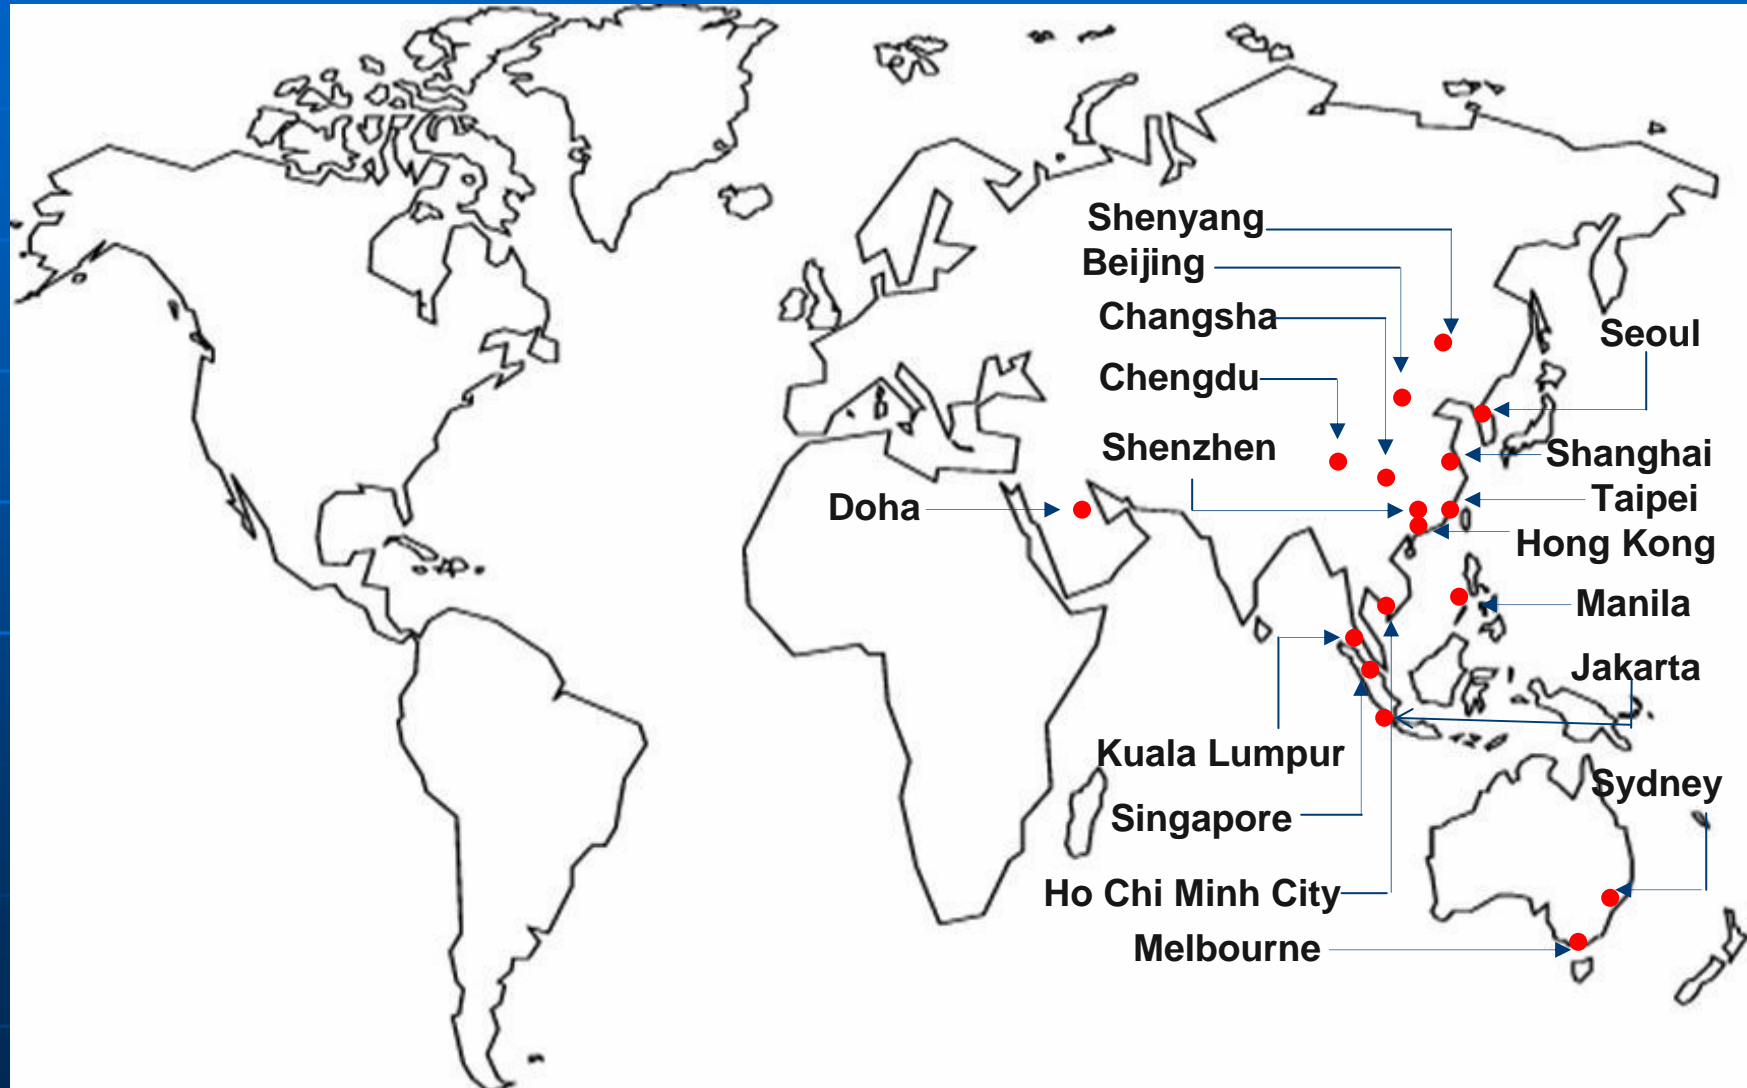 Shenyang
Beijing
Changsha
Seoul
Chengdu
Shenzhen
Shanghai
Doha
Taipei
Hong Kong
Manila
Jakarta
Kuala Lumpur
Sydney
Singapore
Ho Chi Minh City
Melbourne